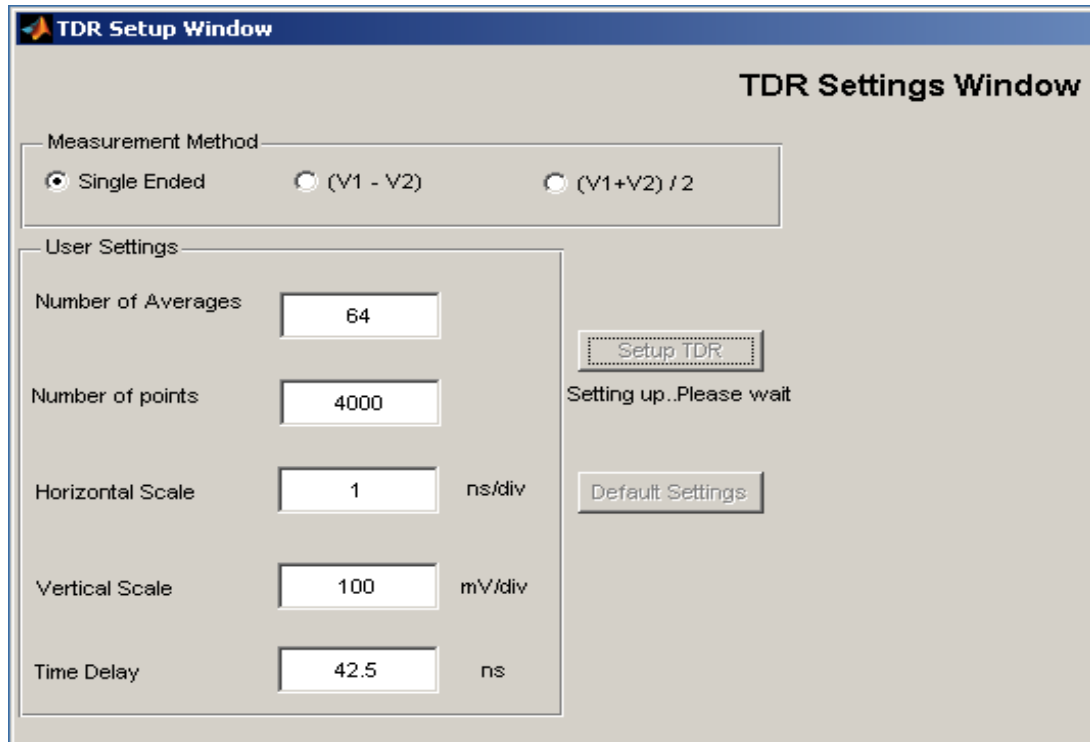 TDR Setup Window
TDR Settings Window
Measurement Method
Single Ended
(V1 - V2)
(V1+V2) / 2
User Settings
Number of Averages
64
Setup TDR
Number of points
4000
Setting up..Please wait
Horizontal Scale
1
ns/div
Default Settings
Vertical Scale
100
mV/div
Time Delay
42.5
ns